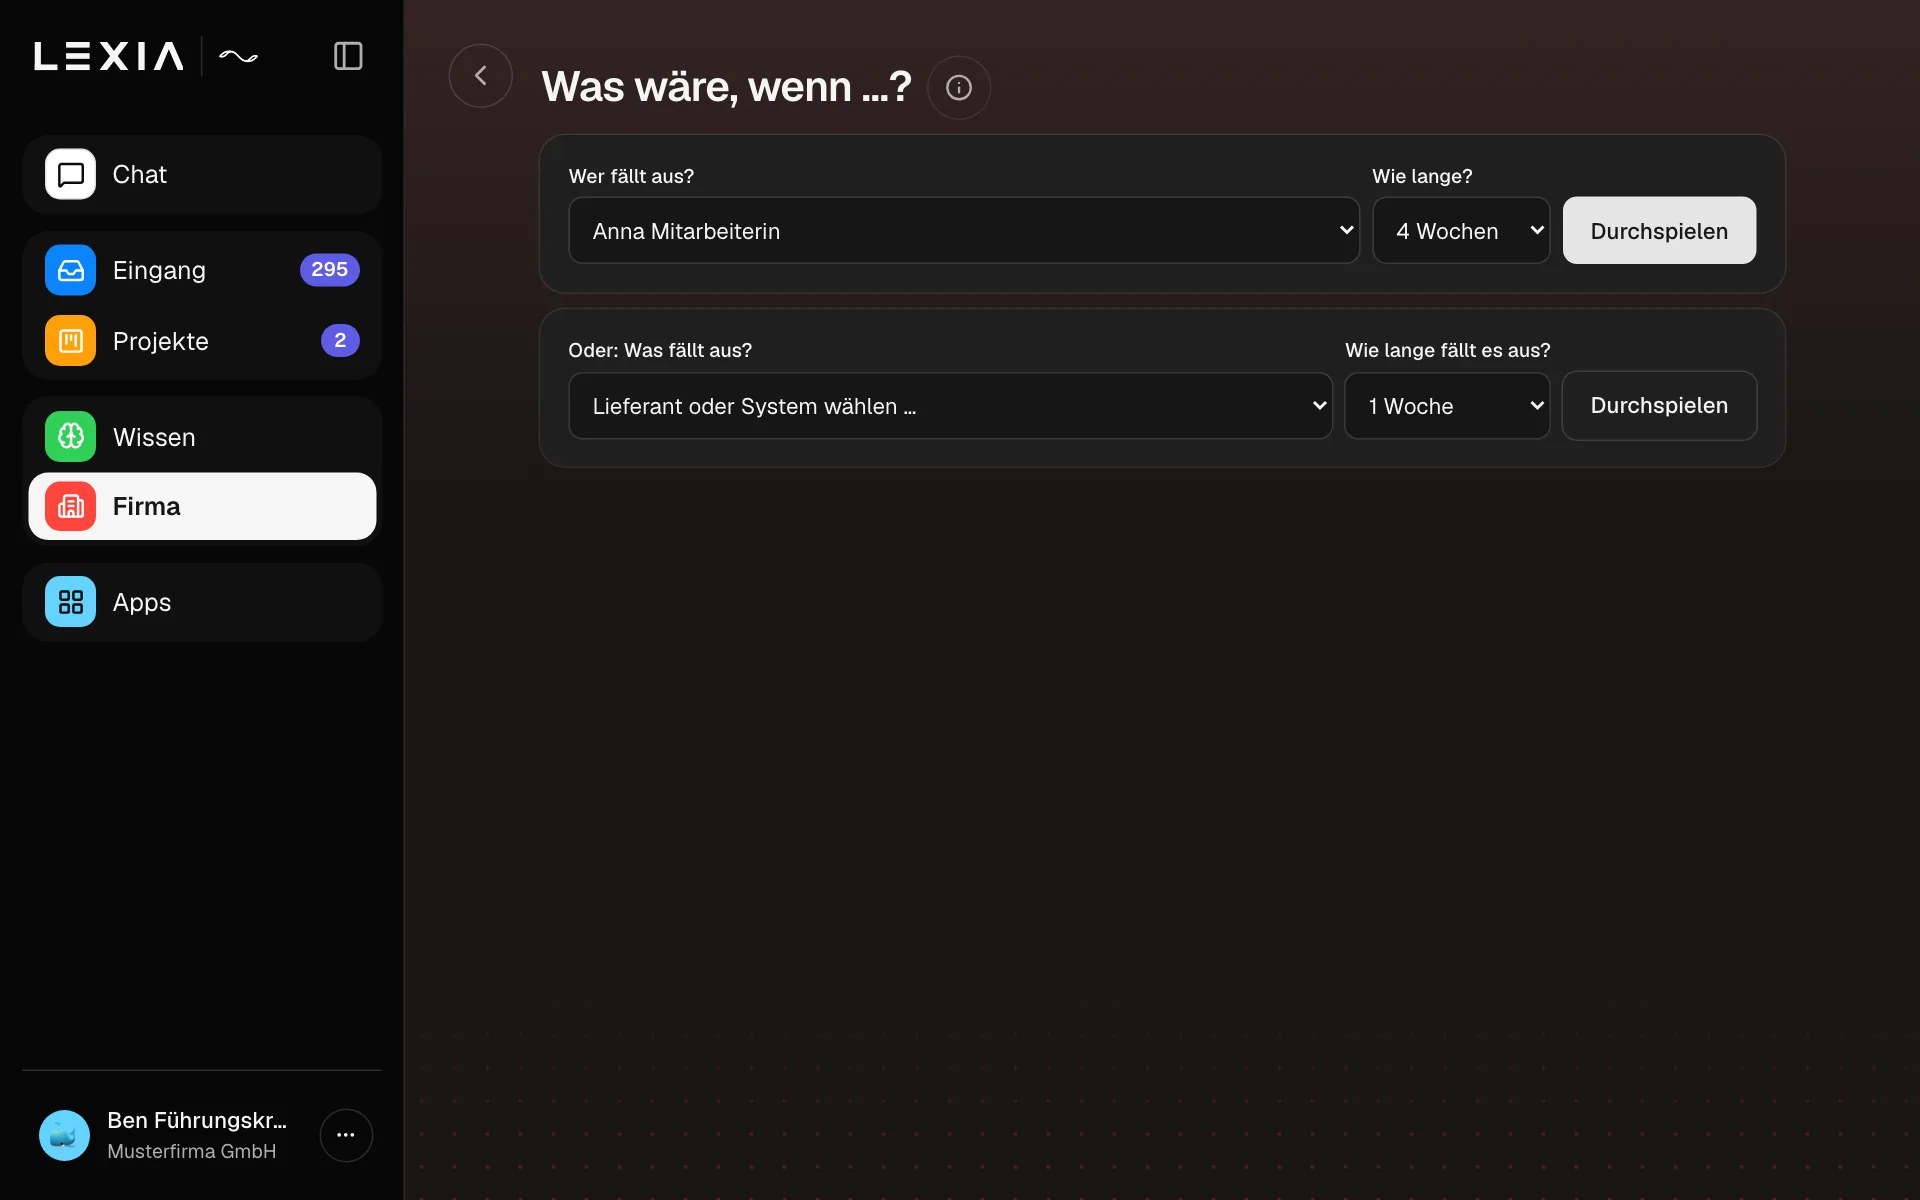 LEXIA
Chat
Eingang 295
Projekte 2
Wissen
Firma
Apps
Ben Führungskr...
Musterfirma GmbH
Was wäre, wenn ...?
Wer fällt aus? Wie lange?
Anna Mitarbeiterin 4 Wochen Durchspielen
Oder: Was fällt aus? Wie lange fällt es aus?
Lieferant oder System wählen ... 1 Woche Durchspielen